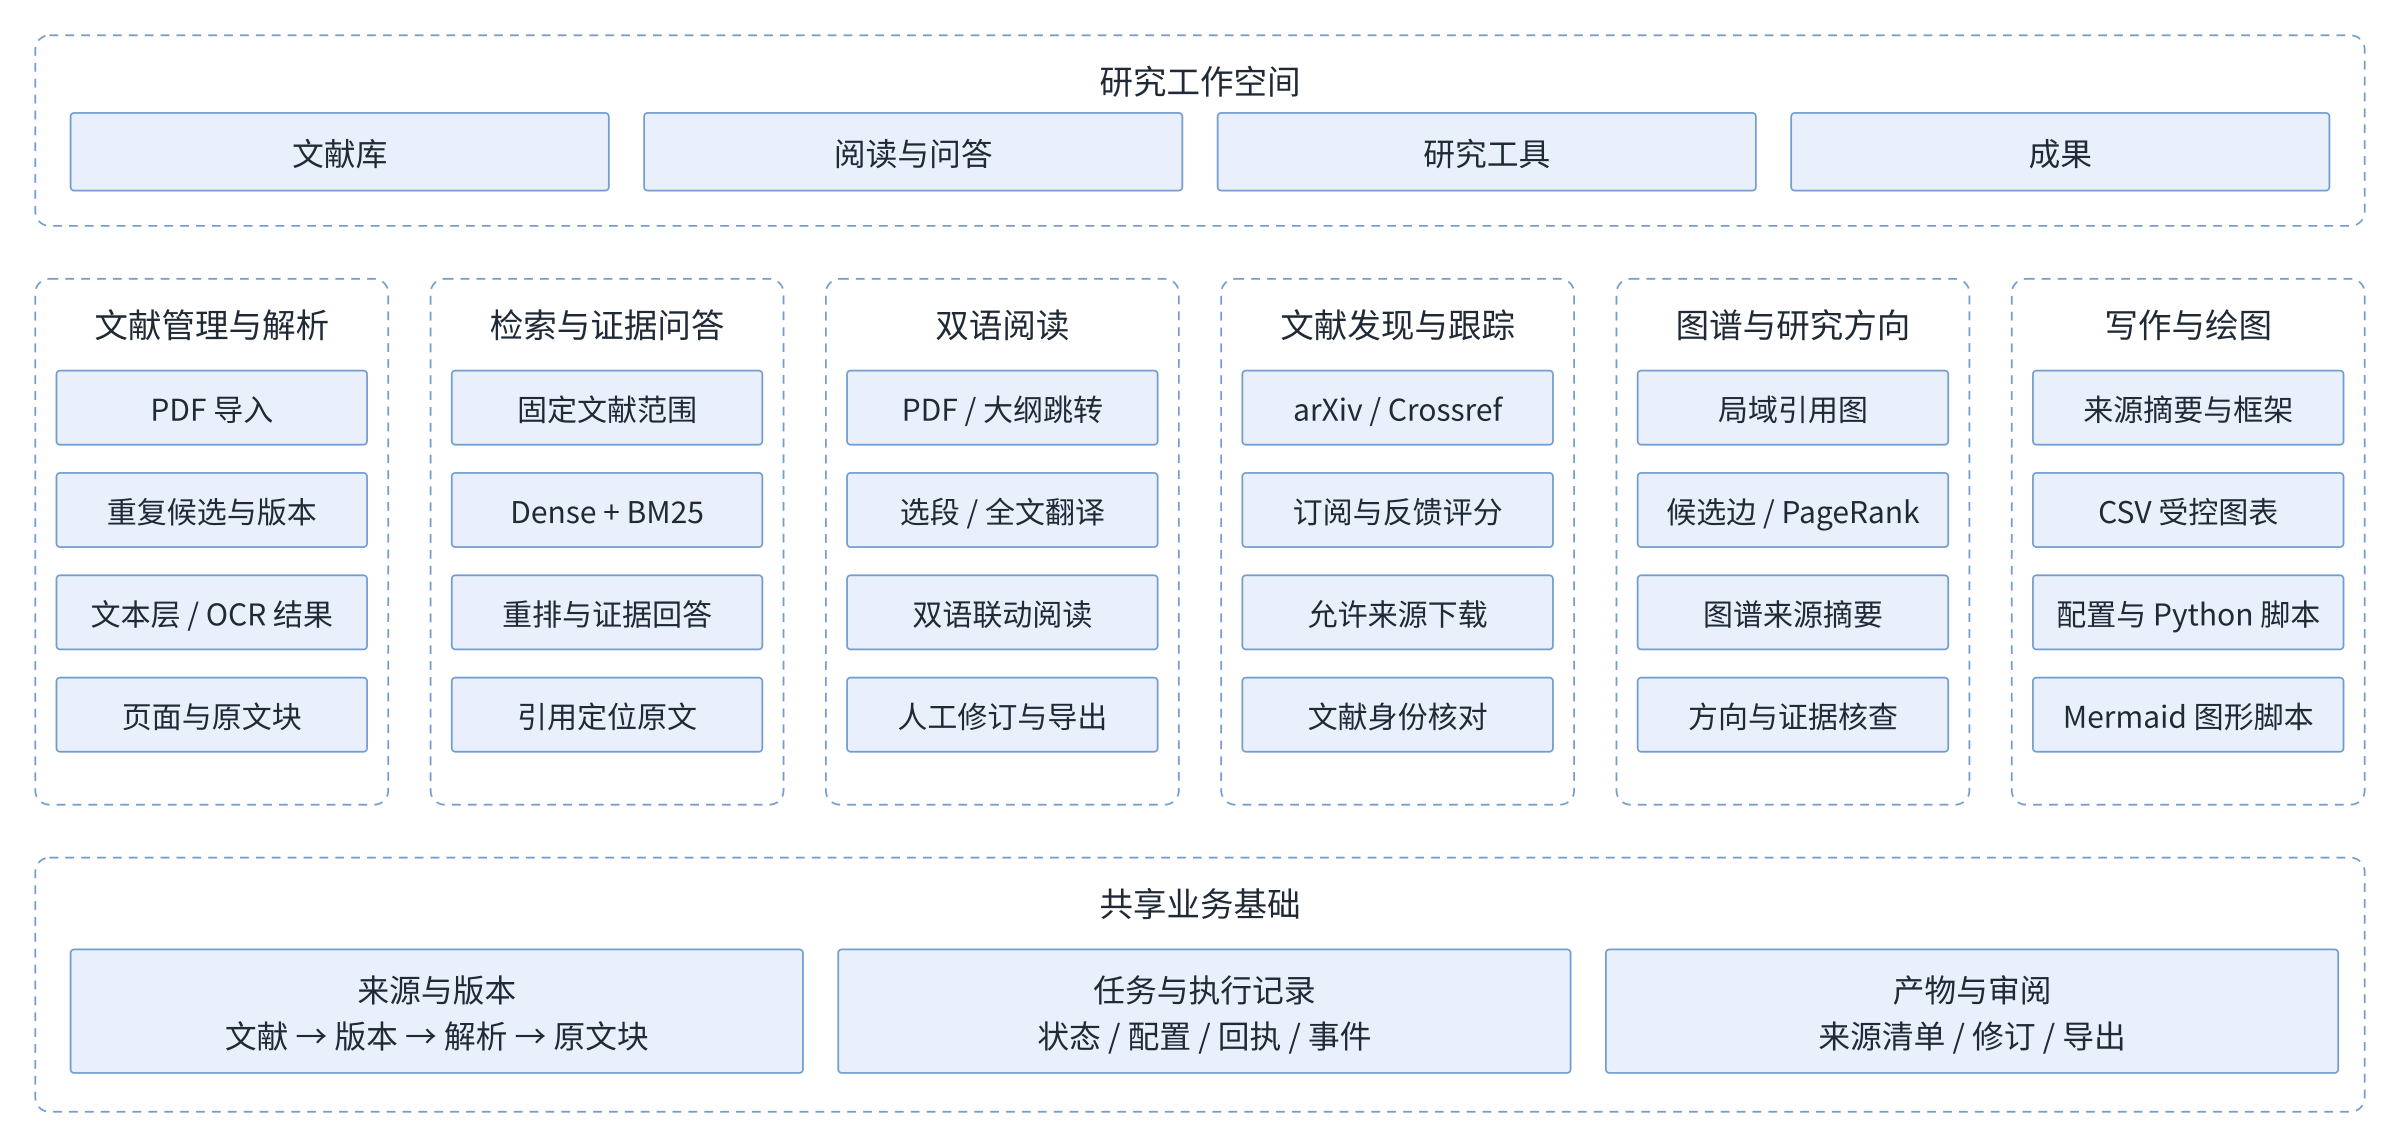 研究工作空间
文献库
阅读与问答
研究工具
成果
文献管理与解析
PDF 导入
重复候选与版本
文本层 / OCR 结果
页面与原文块
检索与证据问答
固定文献范围
Dense + BM25
重排与证据回答
引用定位原文
双语阅读
PDF / 大纲跳转
选段 / 全文翻译
双语联动阅读
人工修订与导出
文献发现与跟踪
arXiv / Crossref
订阅与反馈评分
允许来源下载
文献身份核对
图谱与研究方向
局域引用图
候选边 / PageRank
图谱来源摘要
方向与证据核查
写作与绘图
来源摘要与框架
CSV 受控图表
配置与 Python 脚本
Mermaid 图形脚本
共享业务基础
来源与版本
文献 → 版本 → 解析 → 原文块
任务与执行记录
状态 / 配置 / 回执 / 事件
产物与审阅
来源清单 / 修订 / 导出